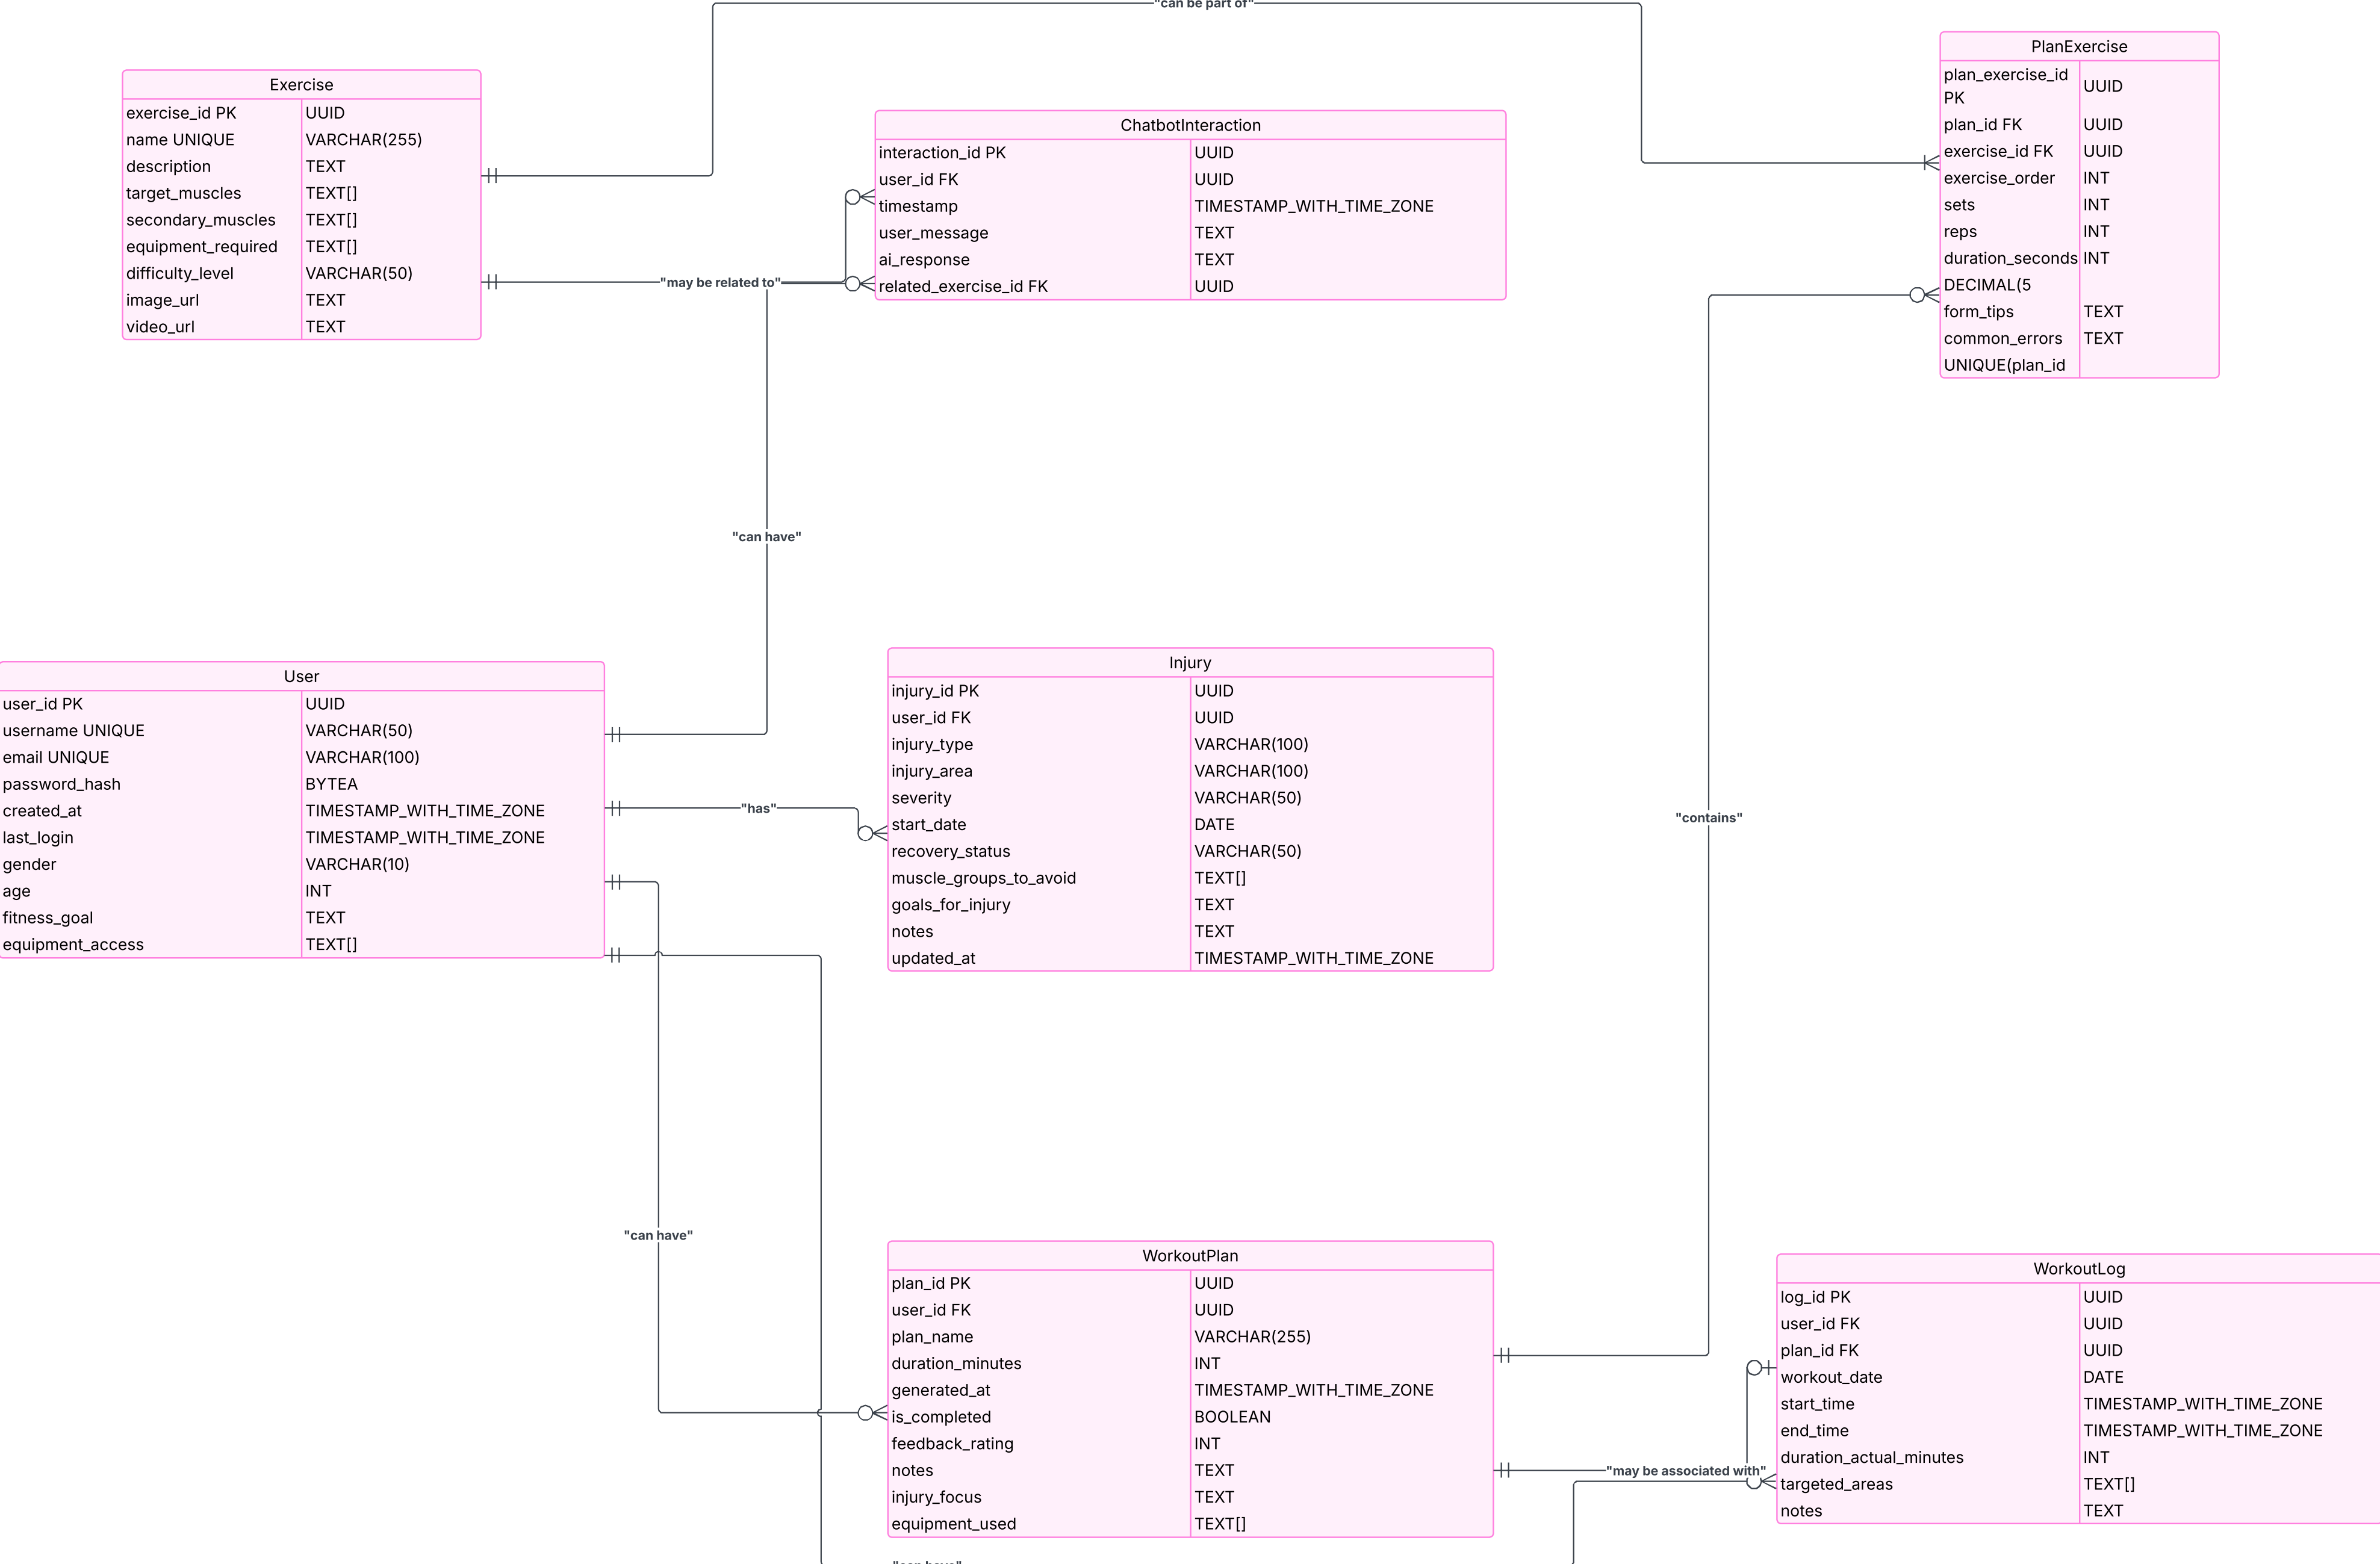 "can be part of"
Exercise
exercise_id PK UUID
name UNIQUE VARCHAR(255)
description TEXT
target_muscles TEXT[]
secondary_muscles TEXT[]
equipment_required TEXT[]
difficulty_level VARCHAR(50)
image_url TEXT
video_url TEXT
"may be related to"
ChatbotInteraction
interaction_id PK UUID
user_id FK UUID
timestamp TIMESTAMP_WITH_TIME_ZONE
user_message TEXT
ai_response TEXT
related_exercise_id FK UUID
PlanExercise
plan_exercise_id
PK UUID
plan_id FK UUID
exercise_id FK UUID
exercise_order INT
sets INT
reps INT
duration_seconds INT
DECIMAL(5
form_tips TEXT
common_errors TEXT
UNIQUE(plan_id
"can have"
User
user_id PK UUID
username UNIQUE VARCHAR(50)
email UNIQUE VARCHAR(100)
password_hash BYTEA
created_at TIMESTAMP_WITH_TIME_ZONE
last_login TIMESTAMP_WITH_TIME_ZONE
gender VARCHAR(10)
age INT
fitness_goal TEXT
equipment_access TEXT[]
"has"
Injury
injury_id PK UUID
user_id FK UUID
injury_type VARCHAR(100)
injury_area VARCHAR(100)
severity VARCHAR(50)
start_date DATE
recovery_status VARCHAR(50)
muscle_groups_to_avoid TEXT[]
goals_for_injury TEXT
notes TEXT
updated_at TIMESTAMP_WITH_TIME_ZONE
"contains"
"can have"
WorkoutPlan
plan_id PK UUID
user_id FK UUID
plan_name VARCHAR(255)
duration_minutes INT
generated_at TIMESTAMP_WITH_TIME_ZONE
is_completed BOOLEAN
feedback_rating INT
notes TEXT
injury_focus TEXT
equipment_used TEXT[]
"may be associated with"
WorkoutLog
log_id PK UUID
user_id FK UUID
plan_id FK UUID
workout_date DATE
start_time TIMESTAMP_WITH_TIME_ZONE
end_time TIMESTAMP_WITH_TIME_ZONE
duration_actual_minutes INT
targeted_areas TEXT[]
notes TEXT